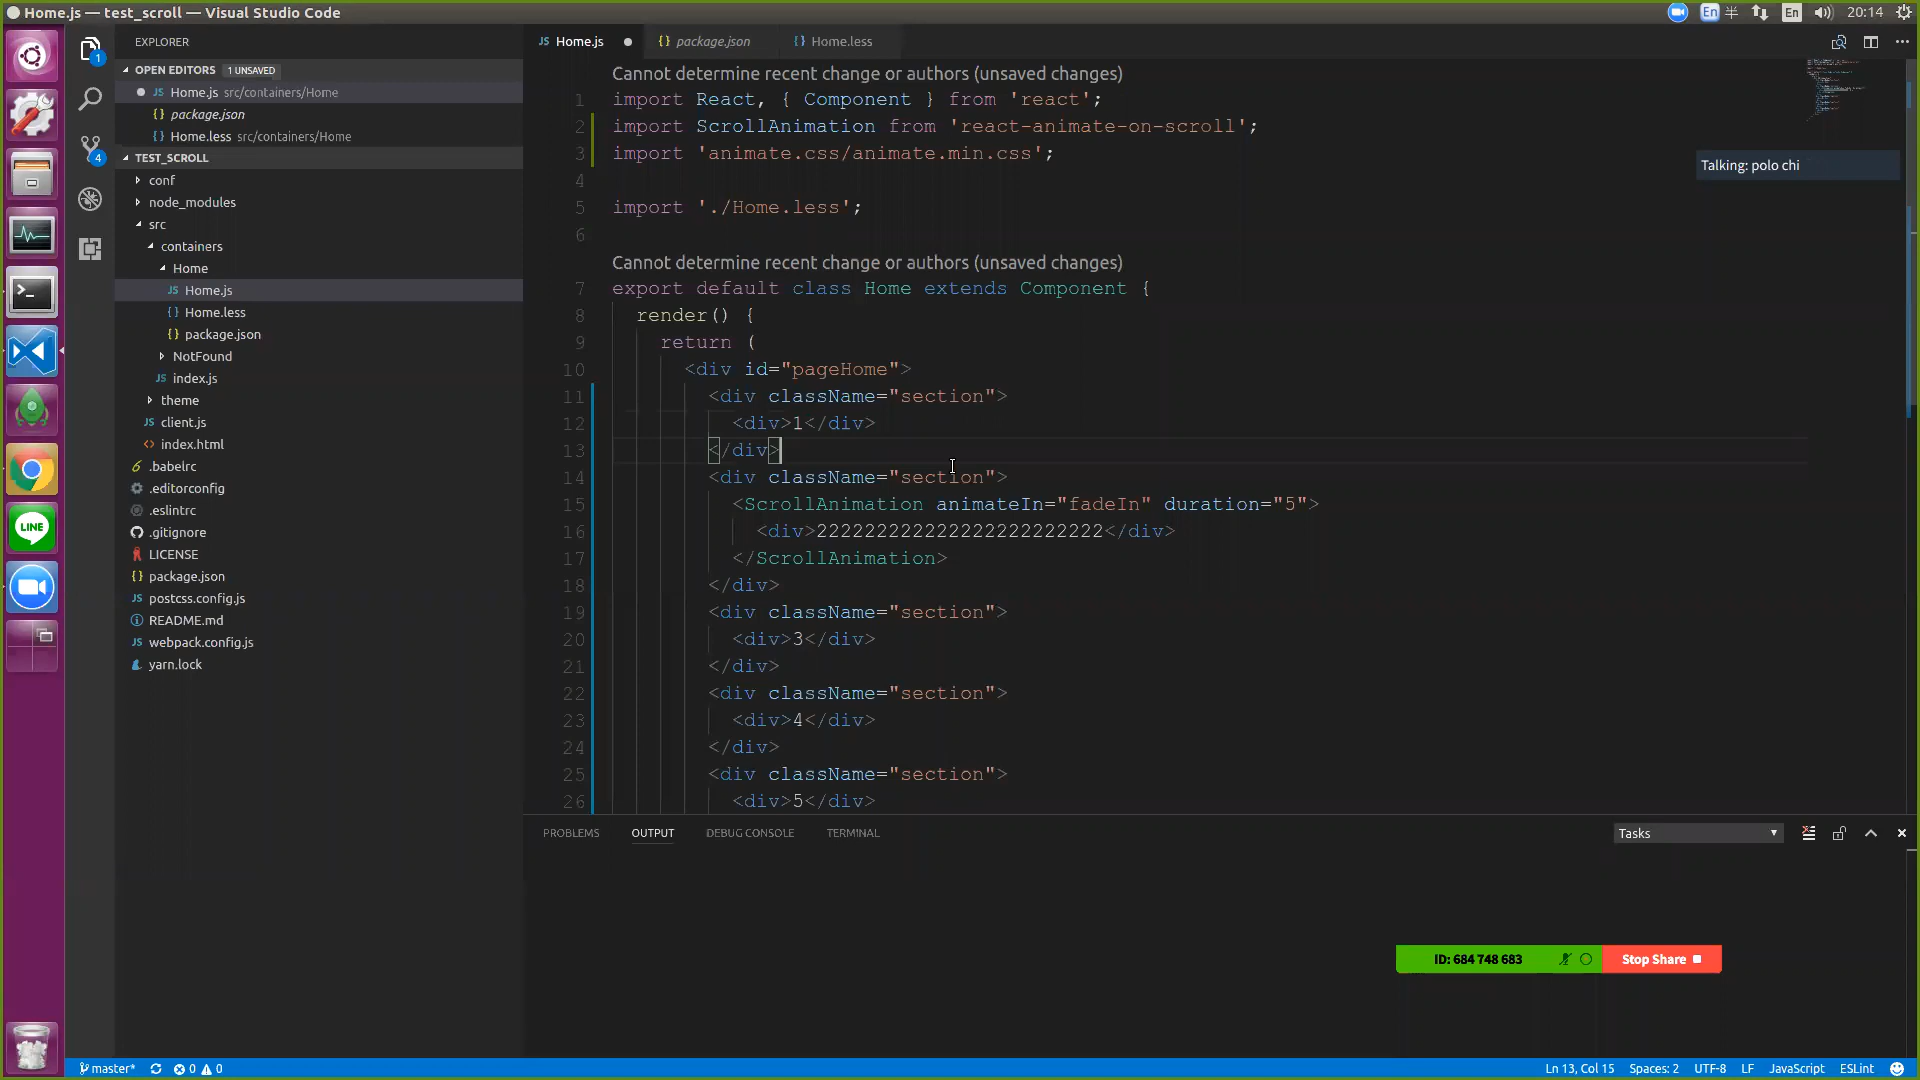 Home.js — test_scroll — Visual Studio Code
En 半 En 20:14
EXPLORER
OPEN EDITORS 1 UNSAVED
Home.js src/containers/Home
package.json
Home.less src/containers/Home
TEST_SCROLL
conf
node_modules
src
containers
Home
Home.js
Home.less
package.json
NotFound
index.js
theme
client.js
index.html
.babelrc
.editorconfig
.eslintrc
.gitignore
LICENSE
package.json
postcss.config.js
README.md
webpack.config.js
yarn.lock
1
4
LINE
JS Home.js
{} package.json
{} Home.less
Cannot determine recent change or authors (unsaved changes)
1 import React, { Component } from 'react';
2 import ScrollAnimation from 'react-animate-on-scroll';
3 import 'animate.css/animate.min.css';
4
5 import './Home.less';
6
Cannot determine recent change or authors (unsaved changes)
7 export default class Home extends Component {
8 render() {
9 return (
10 <div id="pageHome">
11 <div className="section">
12 <div>1</div>
13 </div>
14 <div className="section">
15 <ScrollAnimation animateIn="fadeIn" duration="5">
16 <div>222222222222222222222222</div>
17 </ScrollAnimation>
18 </div>
19 <div className="section">
20 <div>3</div>
21 </div>
22 <div className="section">
23 <div>4</div>
24 </div>
25 <div className="section">
26 <div>5</div>
Talking: polo chi
PROBLEMS OUTPUT DEBUG CONSOLE TERMINAL
Tasks
ID: 684 748 683 Stop Share
master* 0 0
Ln 13, Col 15 Spaces: 2 UTF-8 LF JavaScript ESLint